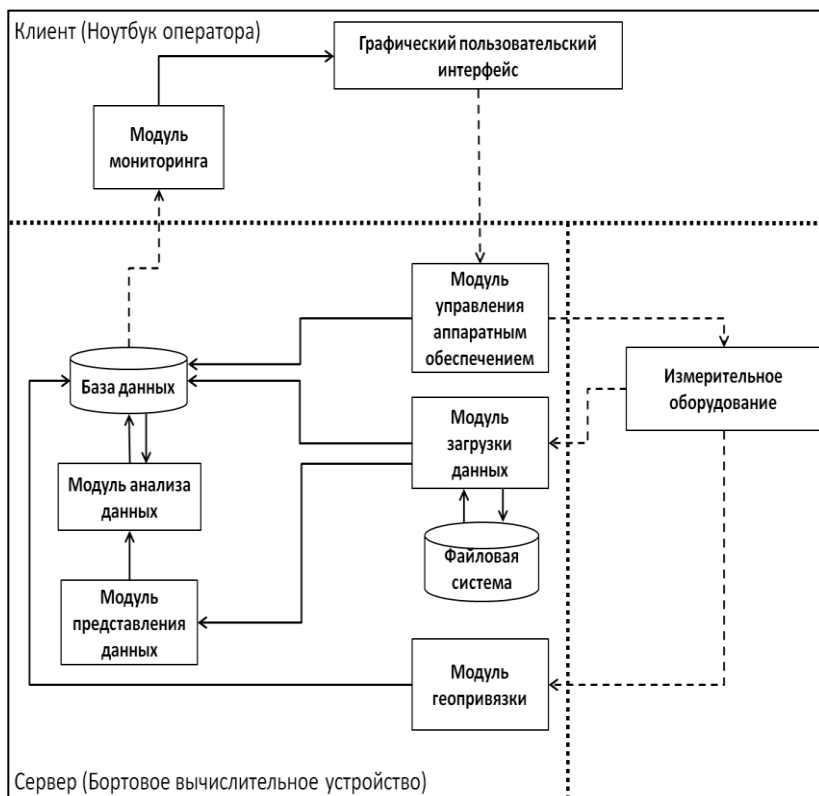 Клиент (Ноутбук оператора)
Графический пользовательский
интерфейс
Модуль
мониторинга
Модуль
управления
аппаратным
обеспечением
База данных
Измерительное
оборудование
Модуль
загрузки
данных
Модуль анализа
данных
Файловая
система
Модуль
представления
данных
Модуль
геопривязки
Сервер (Бортовое вычислительное устройство)